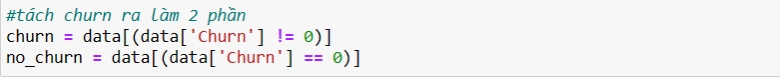 #tách churn ra làm 2 phần
churn = data[(data['Churn'] != 0)]
no_churn = data[(data['Churn'] == 0)]